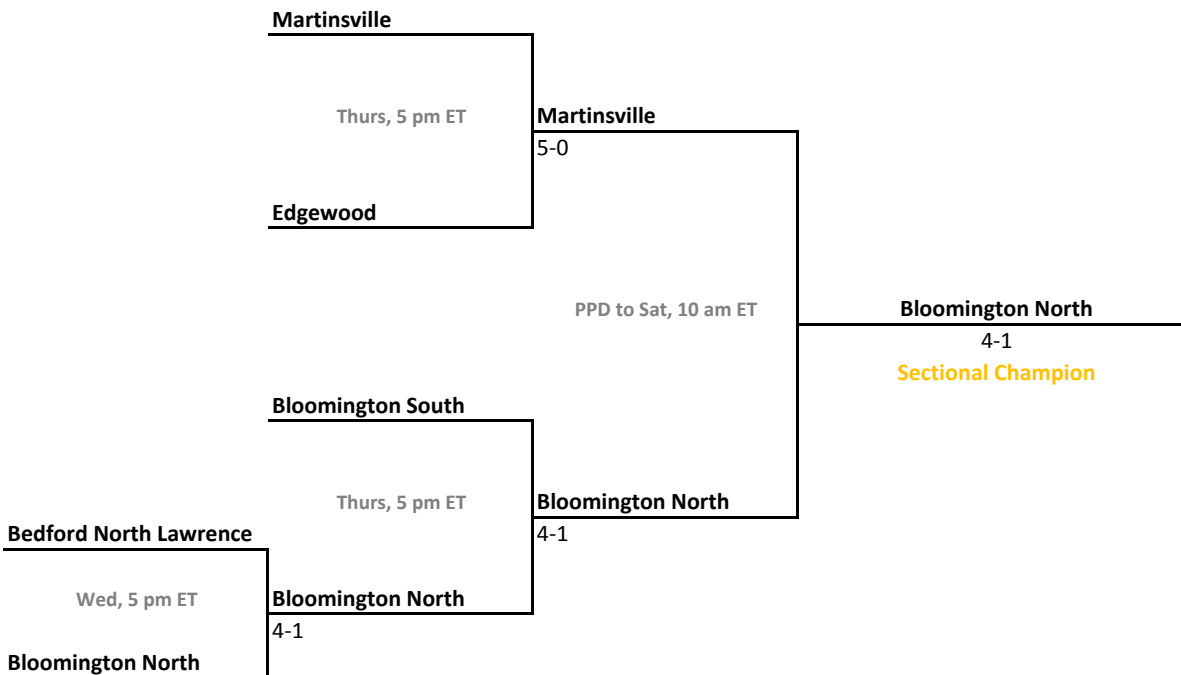 Martinsville
Thurs, 5 pm ET
Martinsville
5-0
Edgewood
PPD to Sat, 10 am ET
Bloomington North
4-1
Sectional Champion
Bloomington South
Thurs, 5 pm ET
Bloomington North
4-1
Bedford North Lawrence
Wed, 5 pm ET
Bloomington North
4-1
Bloomington North